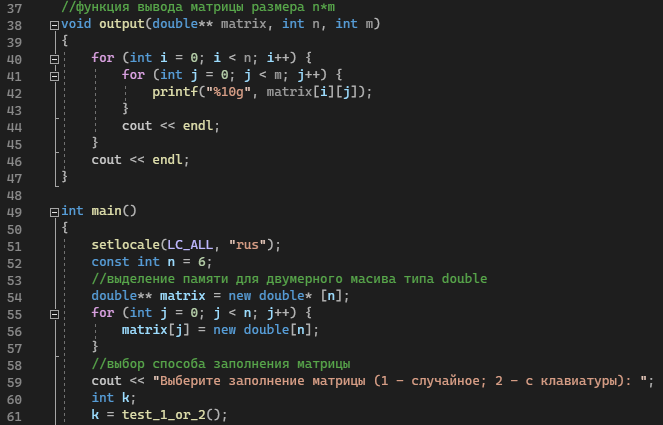 37 //функция вывода матрицы размера n*m
38 void output(double** matrix, int n, int m)
39 {
40 for (int i = 0; i < n; i++) {
41 for (int j = 0; j < m; j++) {
42 printf("%10g", matrix[i][j]);
43 }
44 cout << endl;
45 }
46 cout << endl;
47 }
48
49 int main()
50 {
51 setlocale(LC_ALL, "rus");
52 const int n = 6;
53 //выделение памяти для двумерного масива типа double
54 double** matrix = new double* [n];
55 for (int j = 0; j < n; j++) {
56 matrix[j] = new double[n];
57 }
58 //выбор способа заполнения матрицы
59 cout << "Выберите заполнение матрицы (1 - случайное; 2 - с клавиатуры): ";
60 int k;
61 k = test_1_or_2();